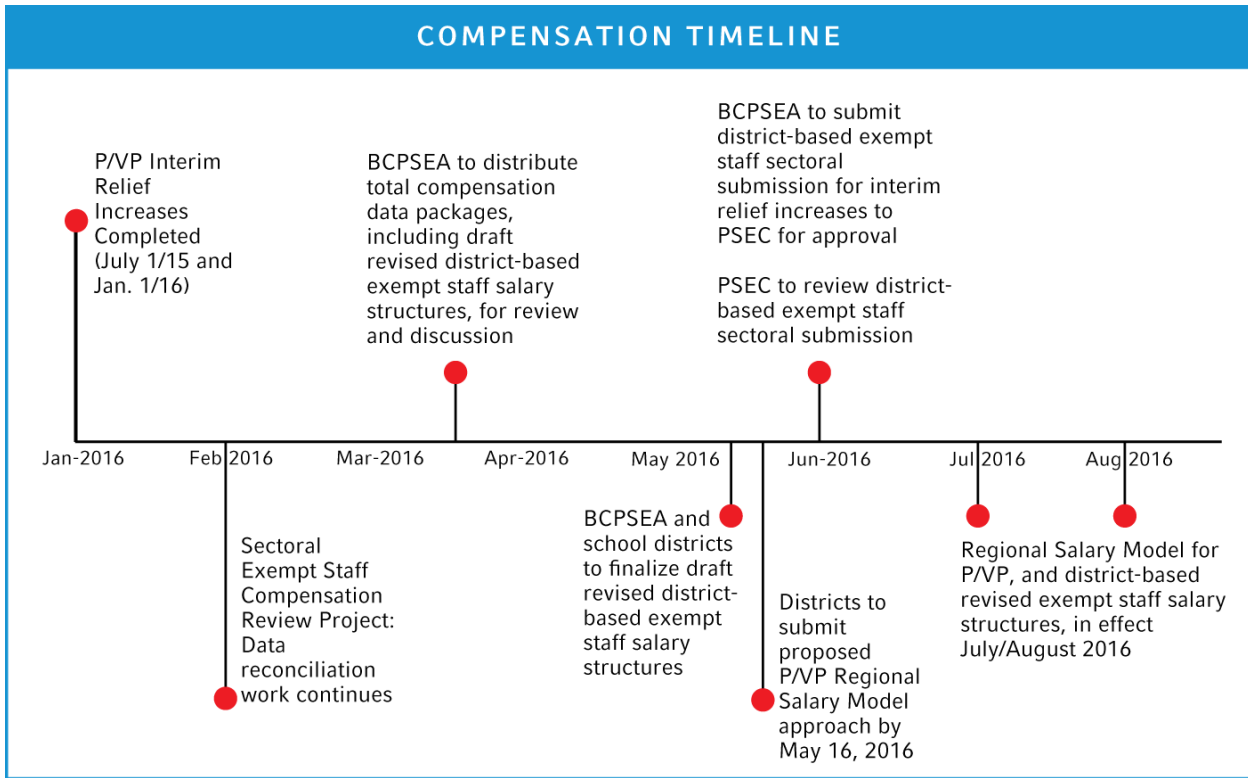 COMPENSATION TIMELINE
P/VP Interim
Relief
Increases
Completed
(July 1/15 and
Jan. 1/16)
BCPSEA to distribute
total compensation
data packages,
including draft
revised district-based
exempt staff salary
structures, for review
and discussion
BCPSEA to submit
district-based exempt
staff sectoral
submission for interim
relief increases to
PSEC for approval
PSEC to review district-
based exempt staff
sectoral submission
Jan-2016 Feb 2016 Mar-2016 Apr-2016 May 2016 Jun-2016 Jul 2016 Aug 2016
Sectoral
Exempt Staff
Compensation
Review Project:
Data
reconciliation
work continues
BCPSEA and
school districts
to finalize draft
revised district-
based exempt
staff salary
structures
Districts to
submit
proposed
P/VP Regional
Salary Model
approach by
May 16, 2016
Regional Salary Model for
P/VP, and district-based
revised exempt staff salary
structures, in effect
July/August 2016